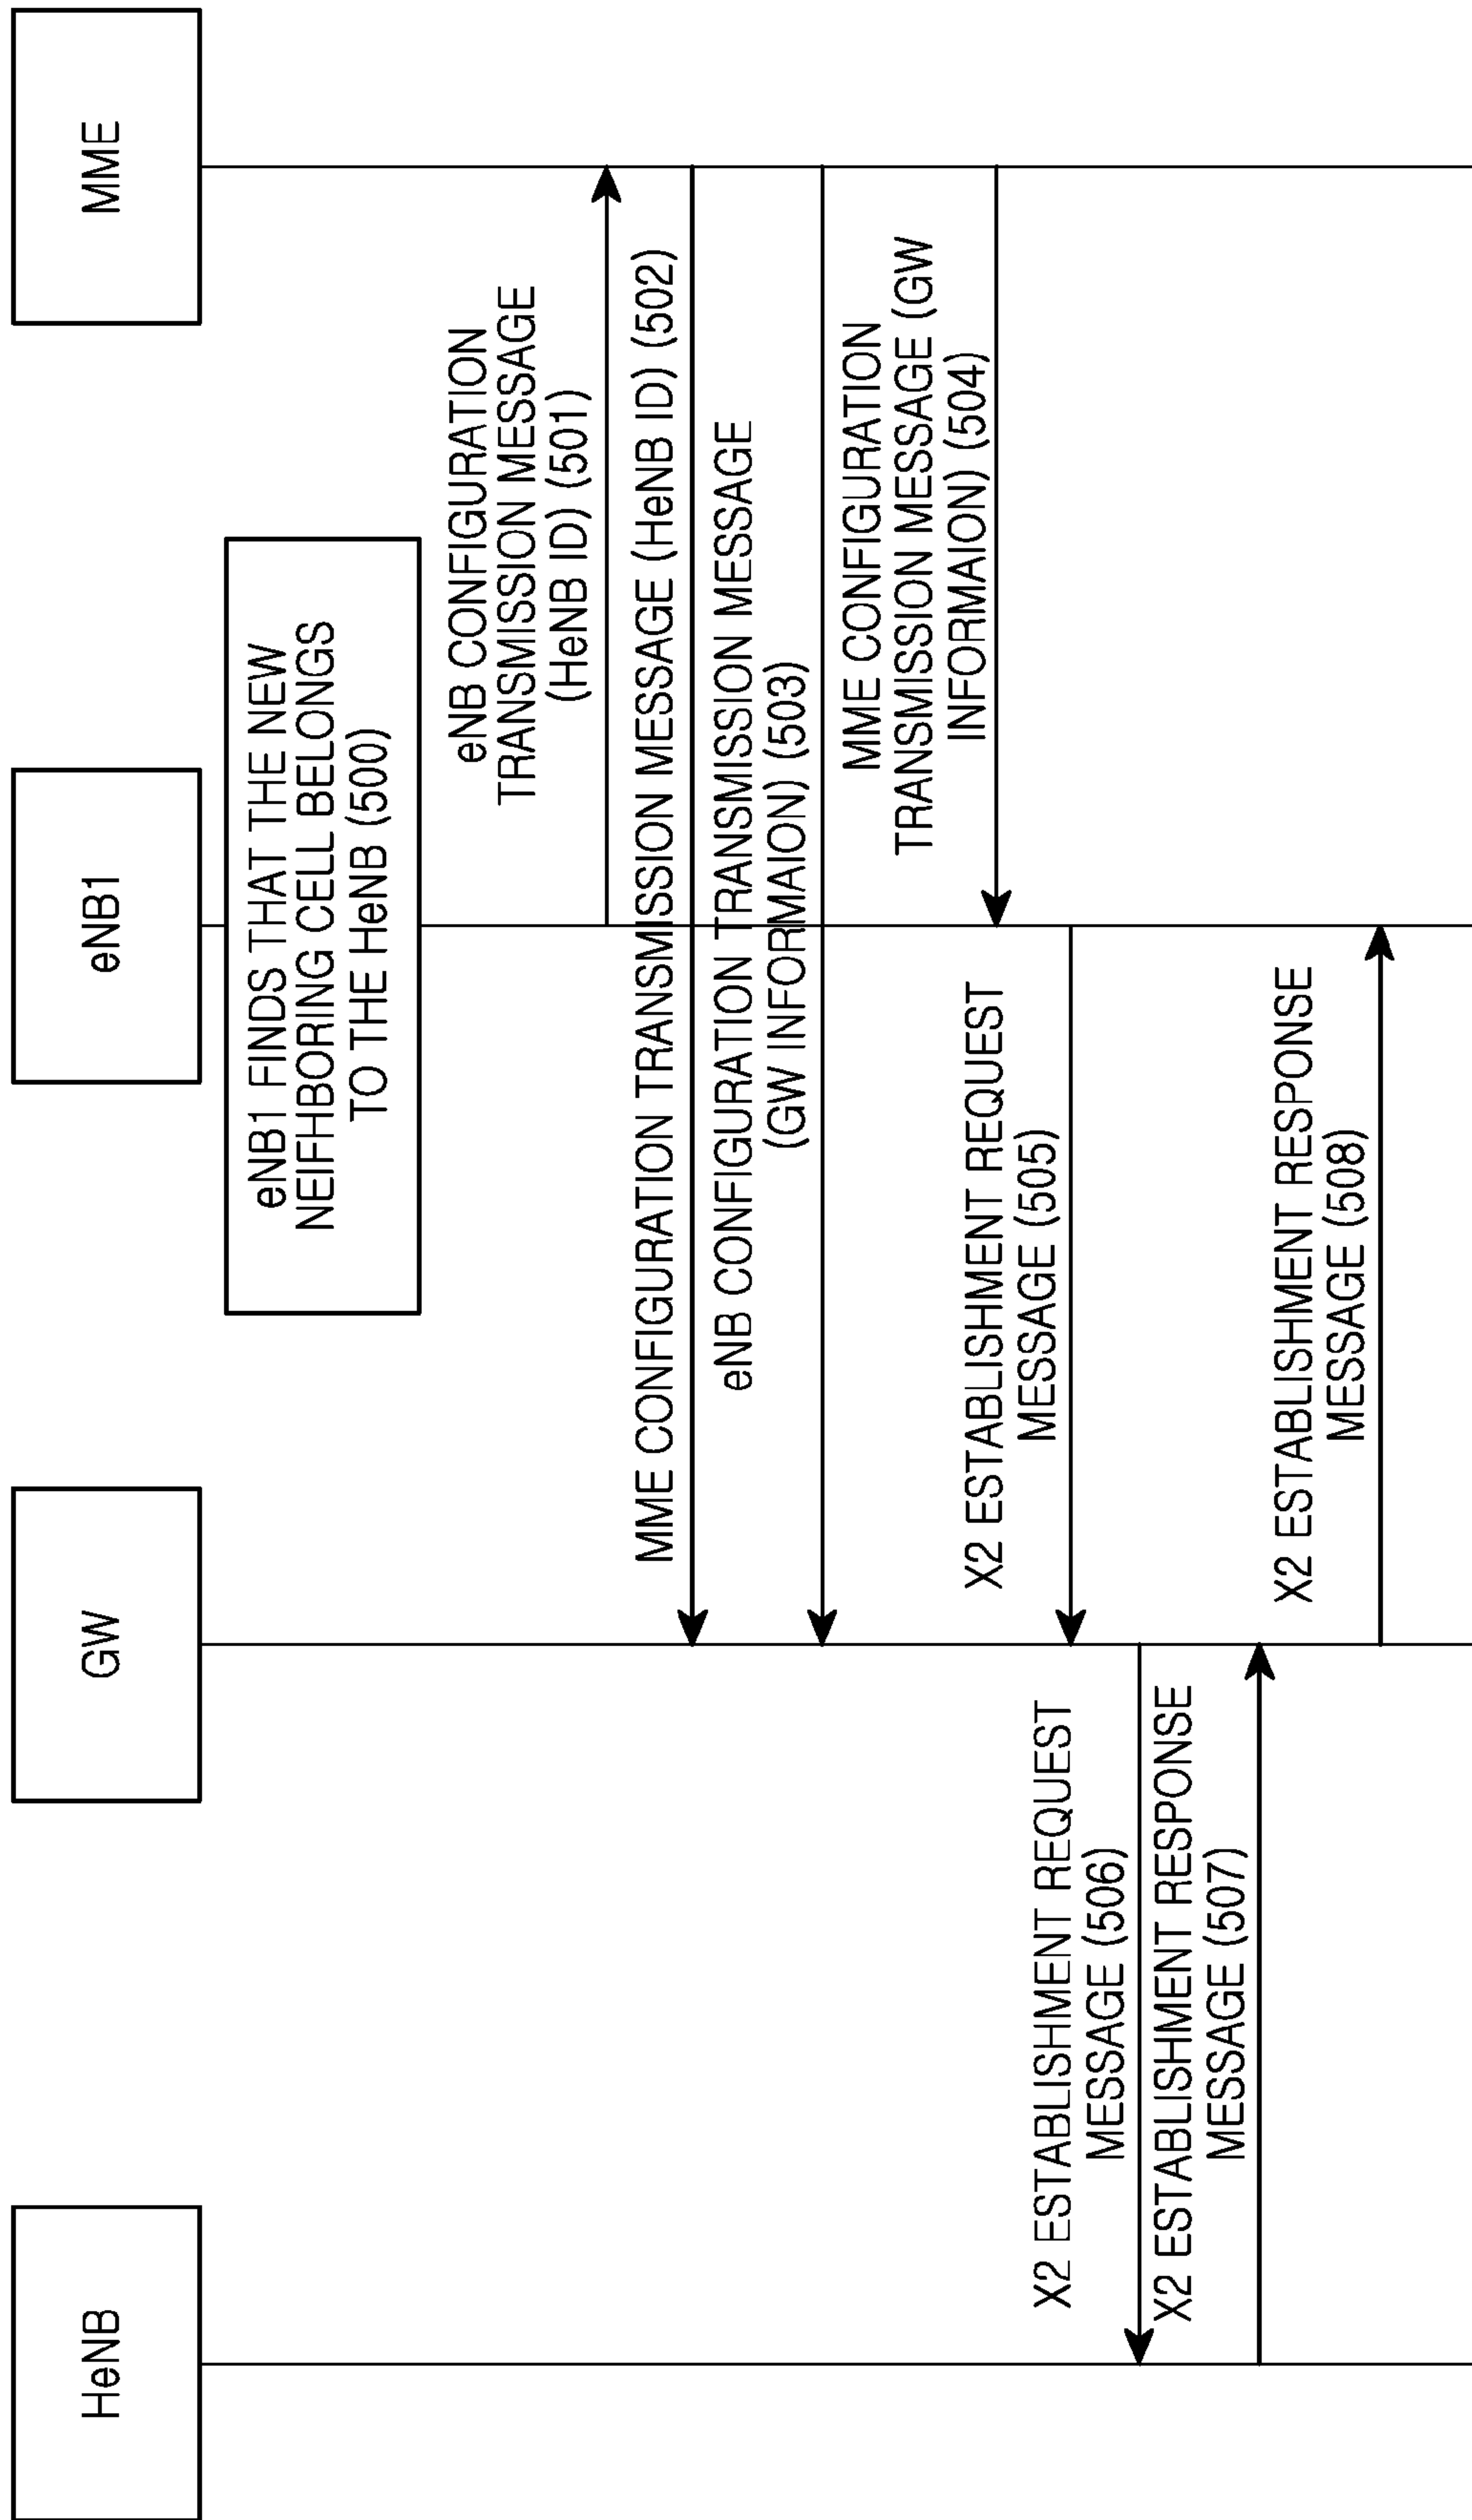 HeNB
GW
eNB1
MME
eNB1 FINDS THAT THE NEW
NEIFHBORING CELL BELONGS
TO THE HeNB (500)
eNB CONFIGURATION
TRANSMISSION MESSAGE
(HeNB ID) (501)
MME CONFIGURATION TRANSMISSION MESSAGE (HeNB ID) (502)
eNB CONFIGURATION TRANSMISSION MESSAGE
(GW INFORMAION) (503)
MME CONFIGURATION
TRANSMISSION MESSAGE (GW
INFORMAION) (504)
X2 ESTABLISHMENT REQUEST
MESSAGE (505)
X2 ESTABLISHMENT REQUEST
MESSAGE (506)
X2 ESTABLISHMENT RESPONSE
MESSAGE (507)
X2 ESTABLISHMENT RESPONSE
MESSAGE (508)